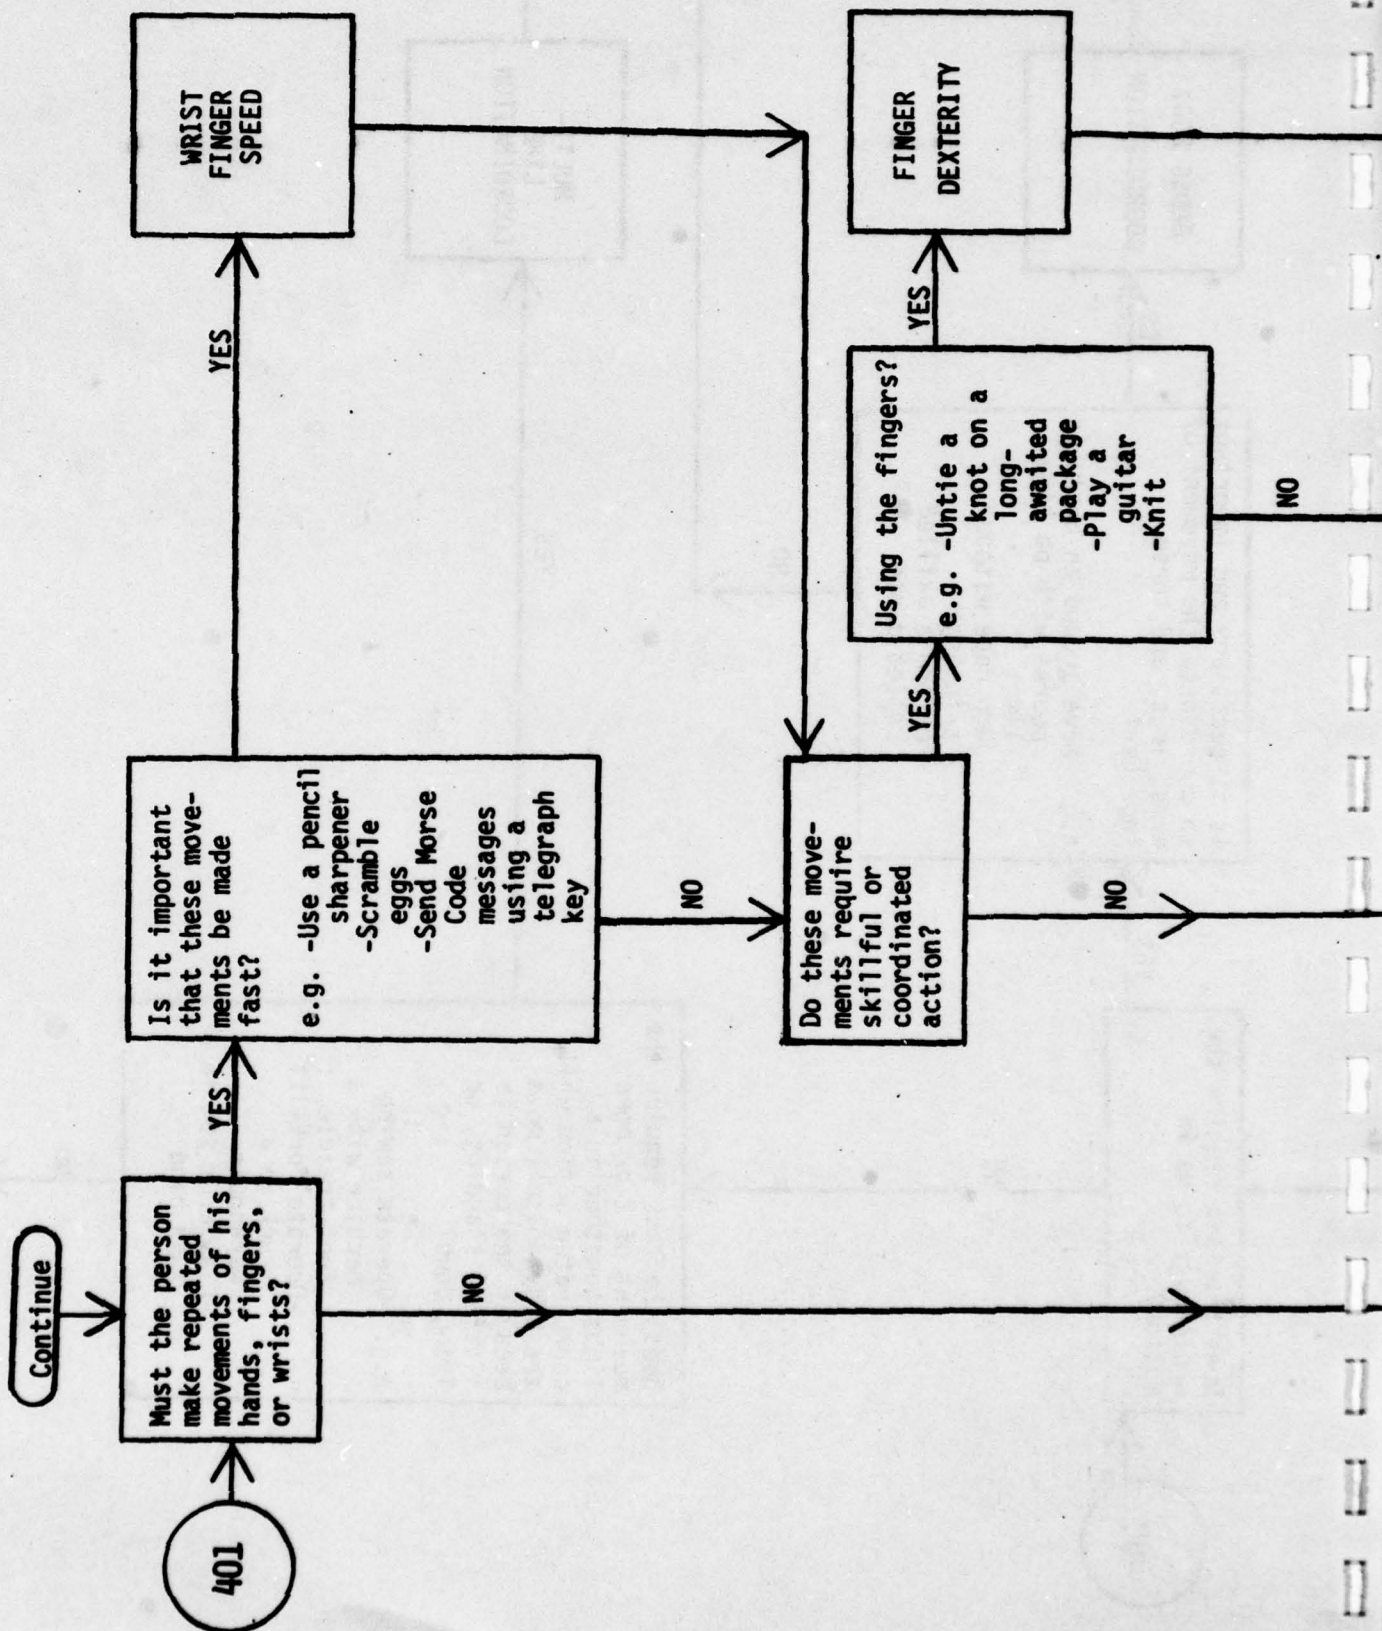 Continue
401
Must the person
make repeated
movements of his
hands, fingers,
or wrists?
YES
NO
Is it important
that these move-
ments be made
fast?
e.g. -Use a pencil
sharpener
-Scramble
eggs
-Send Morse
Code
messages
using a
telegraph
key
YES
NO
WRIST
FINGER
SPEED
Do these move-
ments require
skillful or
coordinated
action?
YES
NO
Using the fingers?
e.g. -Untie a
knot on a
long-
awaited
package
-Play a
guitar
-Knit
YES
NO
FINGER
DEXTERITY